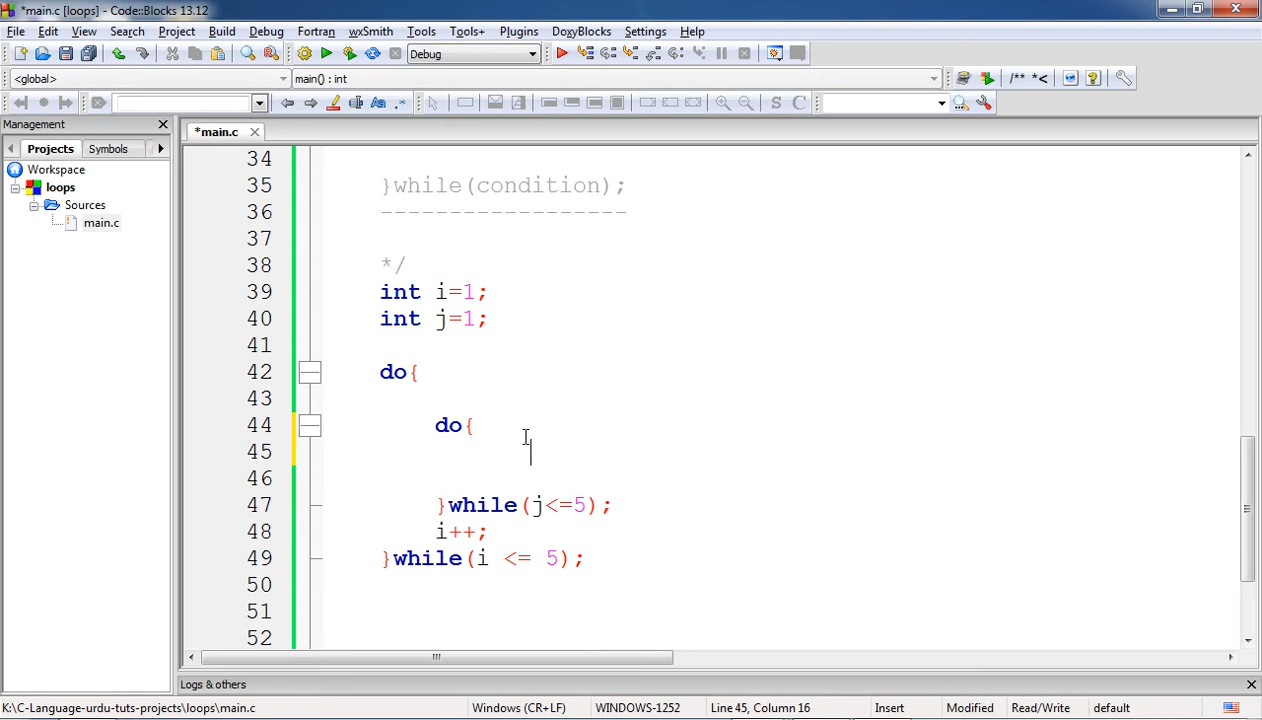 *main.c [loops] - Code::Blocks 13.12
File Edit View Search Project Build Debug Fortran wxSmith Tools Tools+ Plugins DoxyBlocks Settings Help
Debug
<global> main() : int /** *<
Aa .* S C
Management
*main.c
Projects Symbols
Workspace
loops
Sources
main.c
34
35 }while(condition);
36 ------------------
37
38 */
39 int i=1;
40 int j=1;
41
42 do{
43
44 do{
45
46
47 }while(j<=5);
48 i++;
49 }while(i <= 5);
50
51
52
Logs & others
K:\C-Language-urdu-tuts-projects\loops\main.c Windows (CR+LF) WINDOWS-1252 Line 45, Column 16 Insert Modified Read/Write default